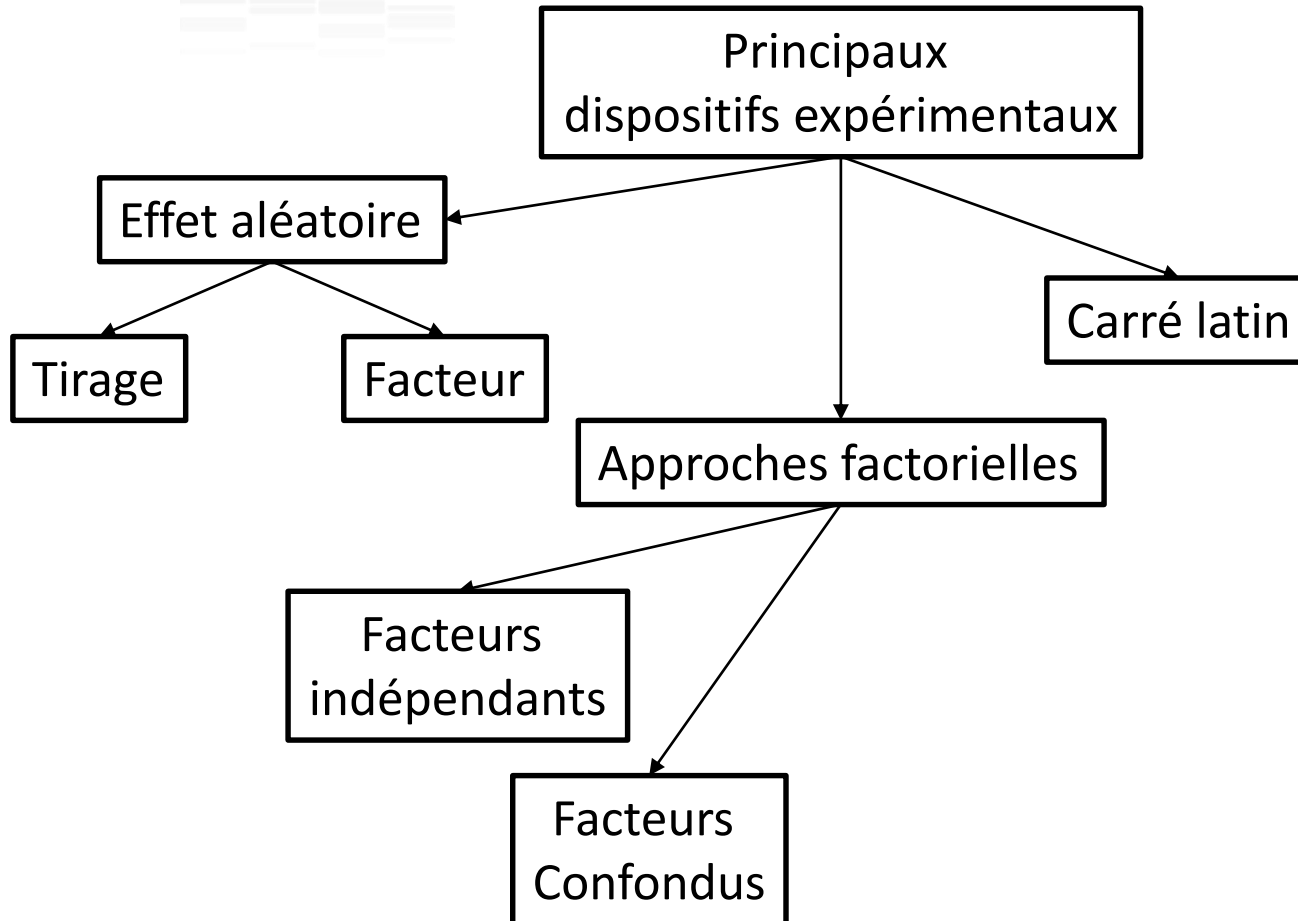 Principaux
dispositifs expérimentaux
Effet aléatoire
Carré latin
Tirage
Facteur
Approches factorielles
Facteurs
indépendants
Facteurs
Confondus